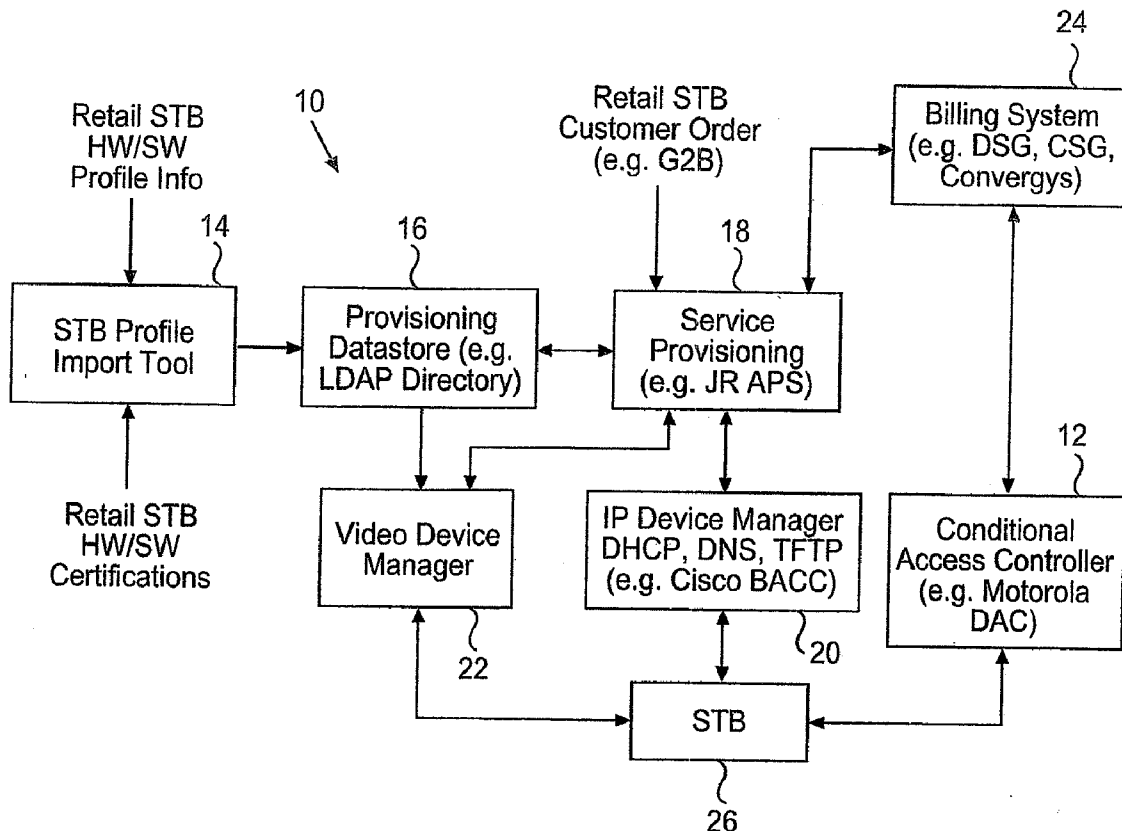 24
10
Retail STB
HW/SW
Profile Info
Retail STB
Customer Order
(e.g. G2B)
Billing System
(e.g. DSG, CSG,
Convergys)
14
16
18
STB Profile
Import Tool
Provisioning
Datastore (e.g.
LDAP Directory)
Service
Provisioning
(e.g. JR APS)
12
Retail STB
HW/SW
Certifications
Video Device
Manager
IP Device Manager
DHCP, DNS, TFTP
(e.g. Cisco BACC)
Conditional
Access Controller
(e.g. Motorola
DAC)
22
20
STB
26